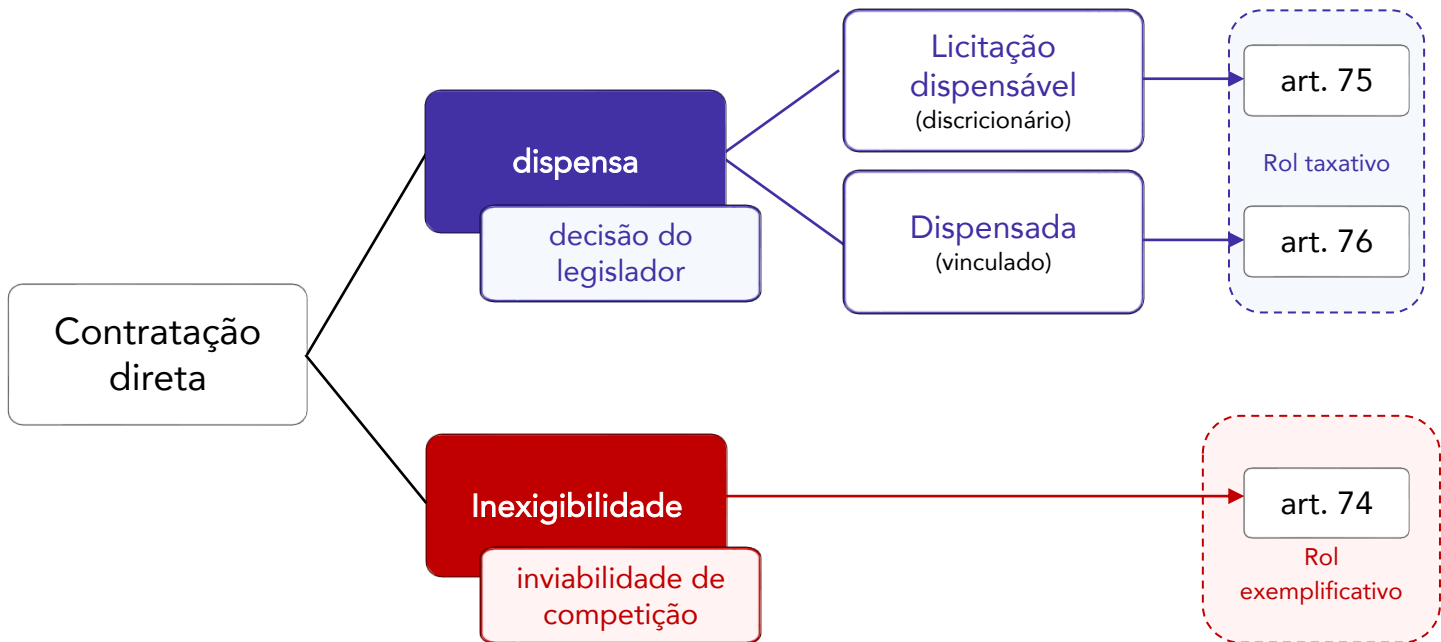 Contratação
direta
dispensa
decisão do
legislador
Licitação
dispensável
(discricionário)
art. 75
Rol taxativo
Dispensada
(vinculado)
art. 76
Inexigibilidade
inviabilidade de
competição
art. 74
Rol
exemplificativo